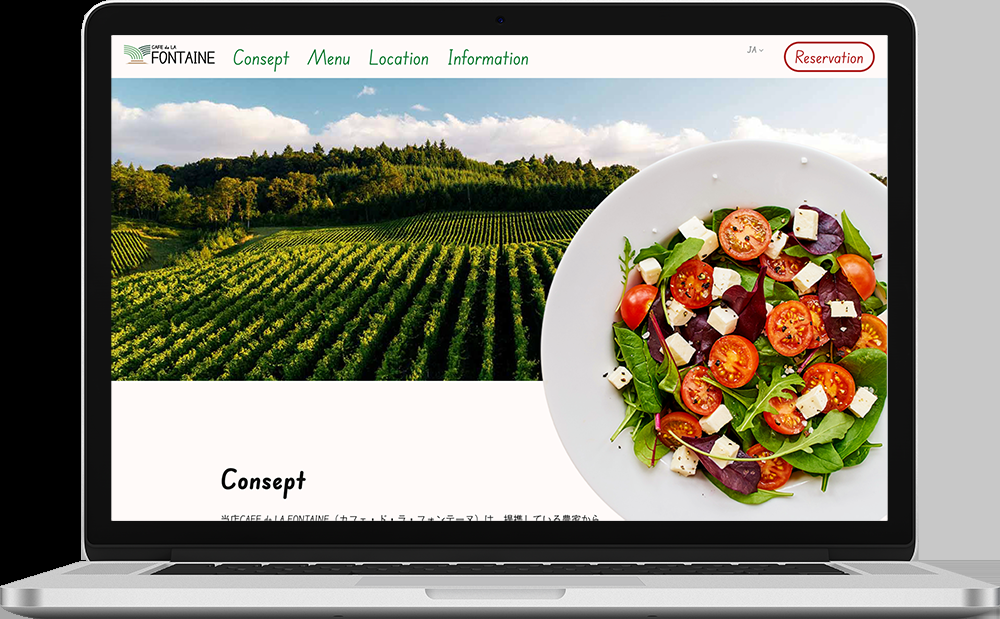 CAFE de LA
FONTAINE
Consept
Menu
Location
Information
JA
Reservation
Consept
当店CAFE de LA FONTAINE（カフェ・ド・ラ・フォンテーヌ）は、提携している農家から